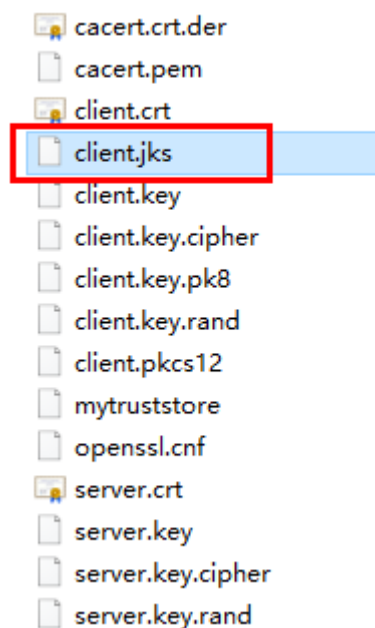 cacert.crt.der
cacert.pem
client.crt
client.jks
client.key
client.key.cipher
client.key.pk8
client.key.rand
client.pkcs12
mytruststore
openssl.cnf
server.crt
server.key
server.key.cipher
server.key.rand